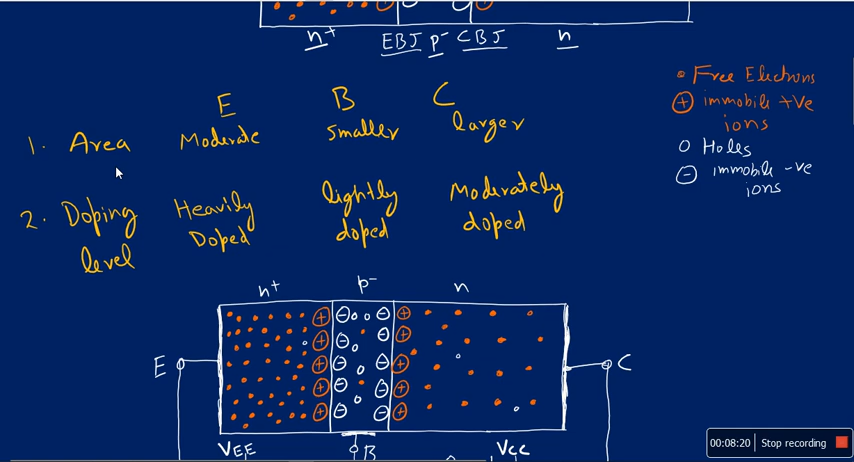 n+ EBJ p- CBJ n
Free Electrons
+ immobile +ve
ions
O Holes
- immobile -ve
ions
E B C
1. Area Moderate smaller larger
2. Doping level Heavily Doped lightly doped Moderately doped
n+ p- n
E C
VEE B VCC
00:08:20 Stop recording